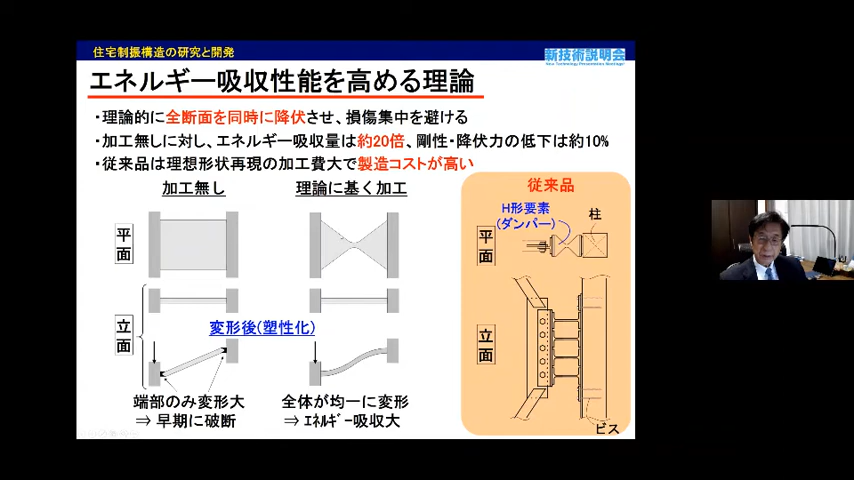 住宅制振構造の研究と開発
新技術説明会
New Technology Presentation Meetings!
エネルギー吸収性能を高める理論
・理論的に全断面を同時に降伏させ、損傷集中を避ける
・加工無しに対し、エネルギー吸収量は約20倍、剛性・降伏力の低下は約10%
・従来品は理想形状再現の加工費大で製造コストが高い
加工無し
理論に基く加工
平面
立面
変形後(塑性化)
端部のみ変形大
⇒ 早期に破断
全体が均一に変形
⇒ エネルギー吸収大
従来品
H形要素
(ダンパー)
柱
平面
立面
ビス